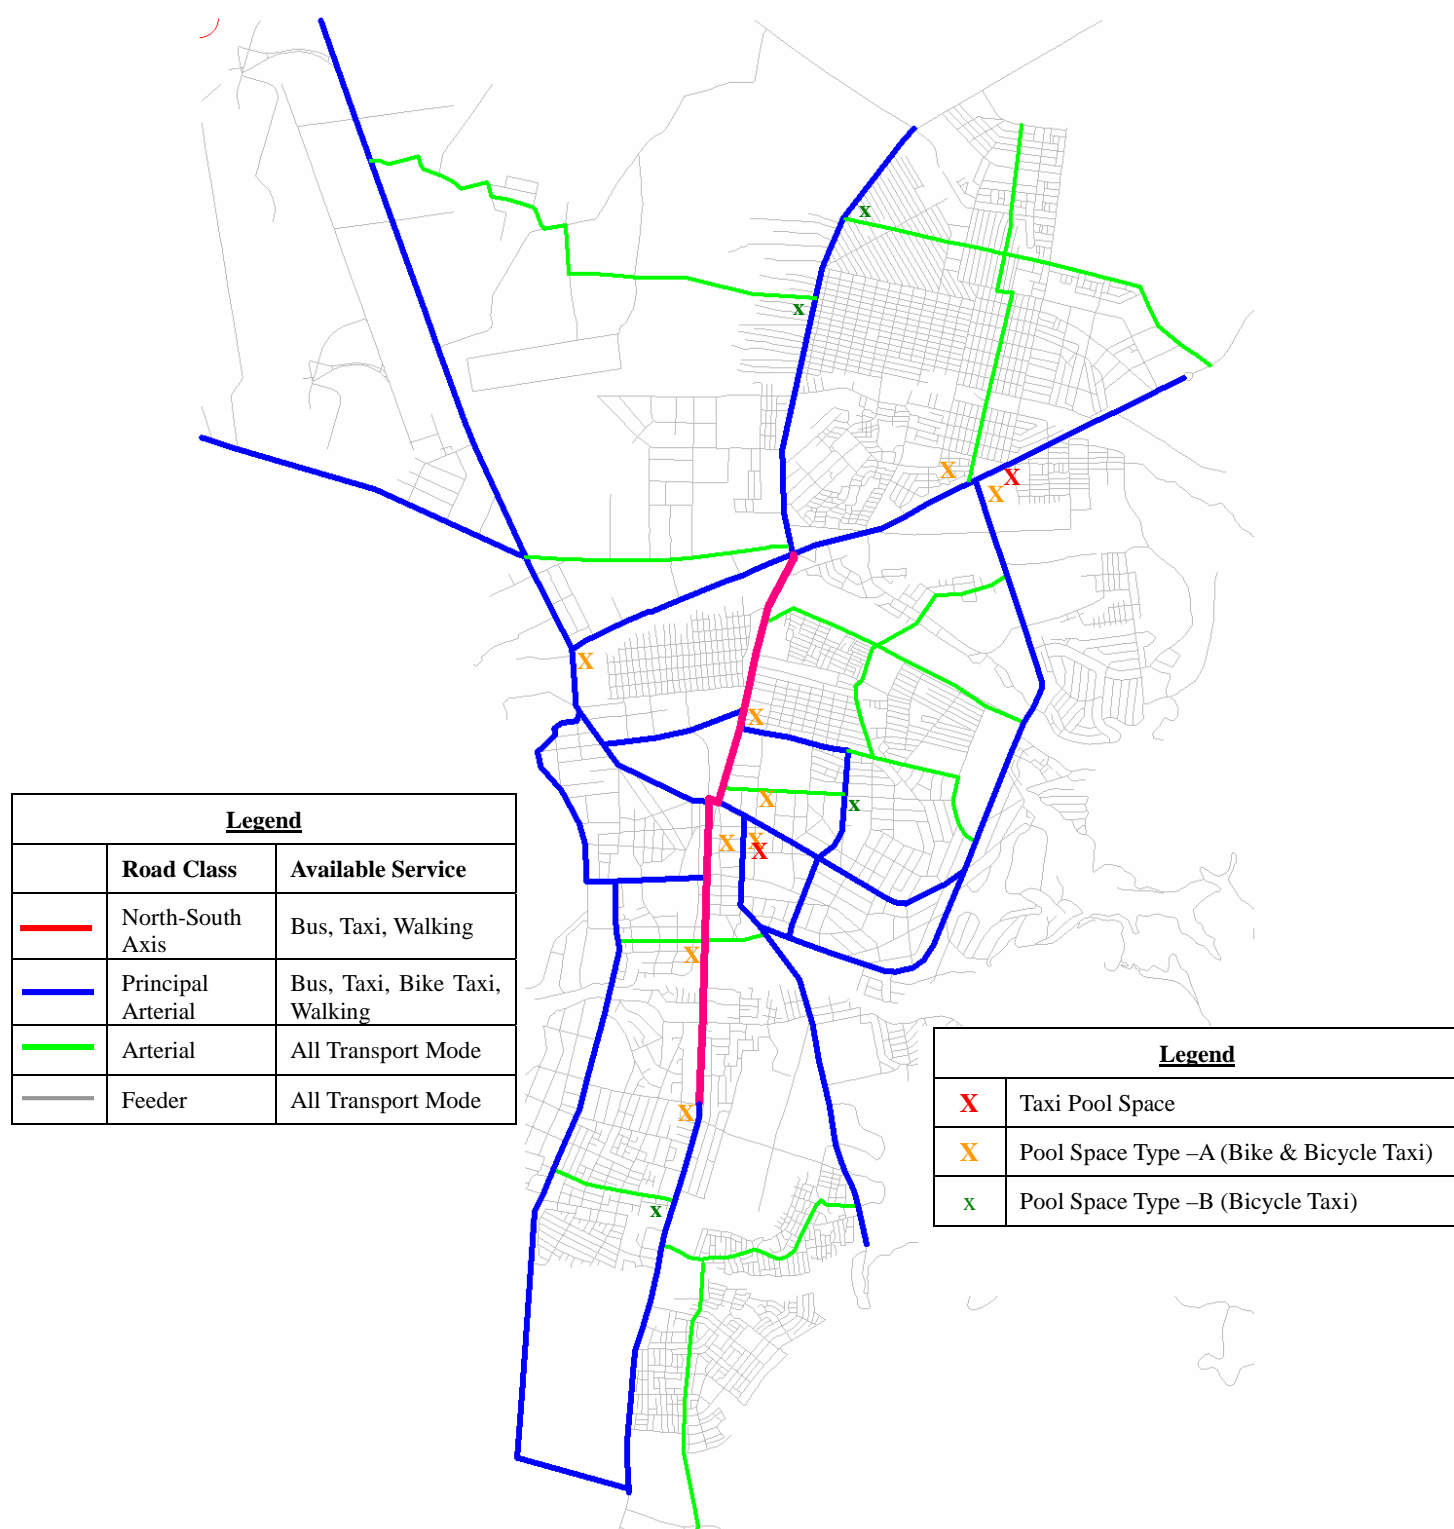 x
x
X
X
X
X
X
X
x
X
X
X
X
X
x
Legend
Road Class Available Service
North-South
Axis
Bus, Taxi, Walking
Principal
Arterial
Bus, Taxi, Bike Taxi,
Walking
Arterial All Transport Mode
Feeder All Transport Mode
Legend
X Taxi Pool Space
X Pool Space Type –A (Bike & Bicycle Taxi)
x Pool Space Type –B (Bicycle Taxi)